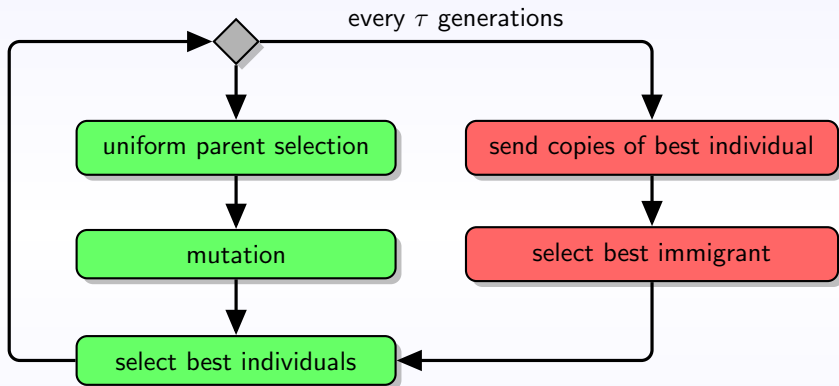 every τ generations
uniform parent selection
send copies of best individual
mutation
select best immigrant
select best individuals